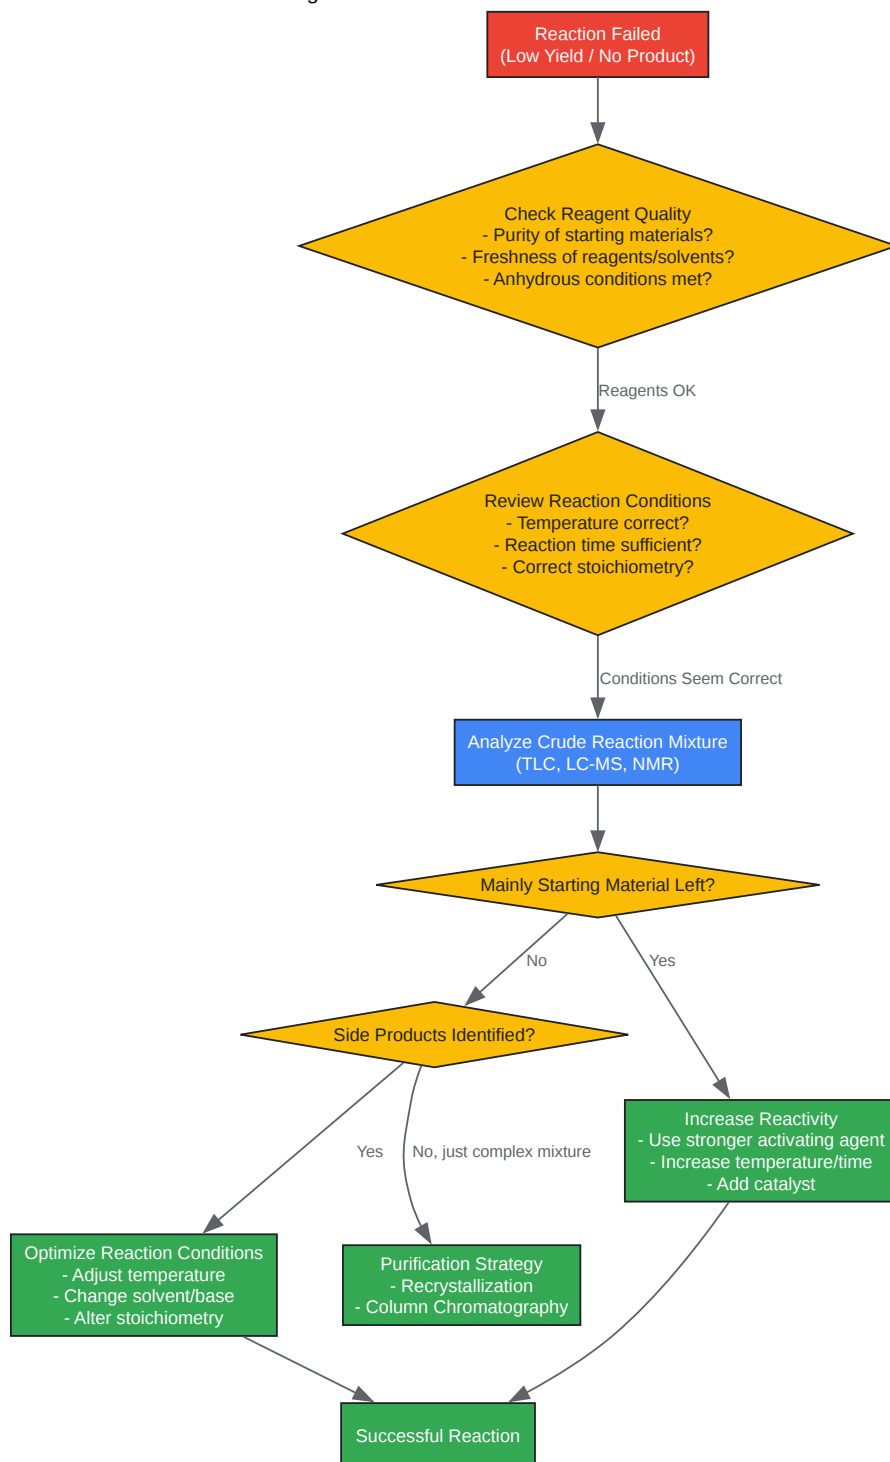 Reaction Failed
(Low Yield / No Product)
Check Reagent Quality
- Purity of starting materials?
- Freshness of reagents/solvents?
- Anhydrous conditions met?
Reagents OK
Review Reaction Conditions
- Temperature correct?
- Reaction time sufficient?
- Correct stoichiometry?
Conditions Seem Correct
Analyze Crude Reaction Mixture
(TLC, LC-MS, NMR)
Mainly Starting Material Left?
No
Yes
Side Products Identified?
Increase Reactivity
- Use stronger activating agent
- Increase temperature/time
- Add catalyst
Yes
No, just complex mixture
Optimize Reaction Conditions
- Adjust temperature
- Change solvent/base
- Alter stoichiometry
Purification Strategy
- Recrystallization
- Column Chromatography
Successful Reaction